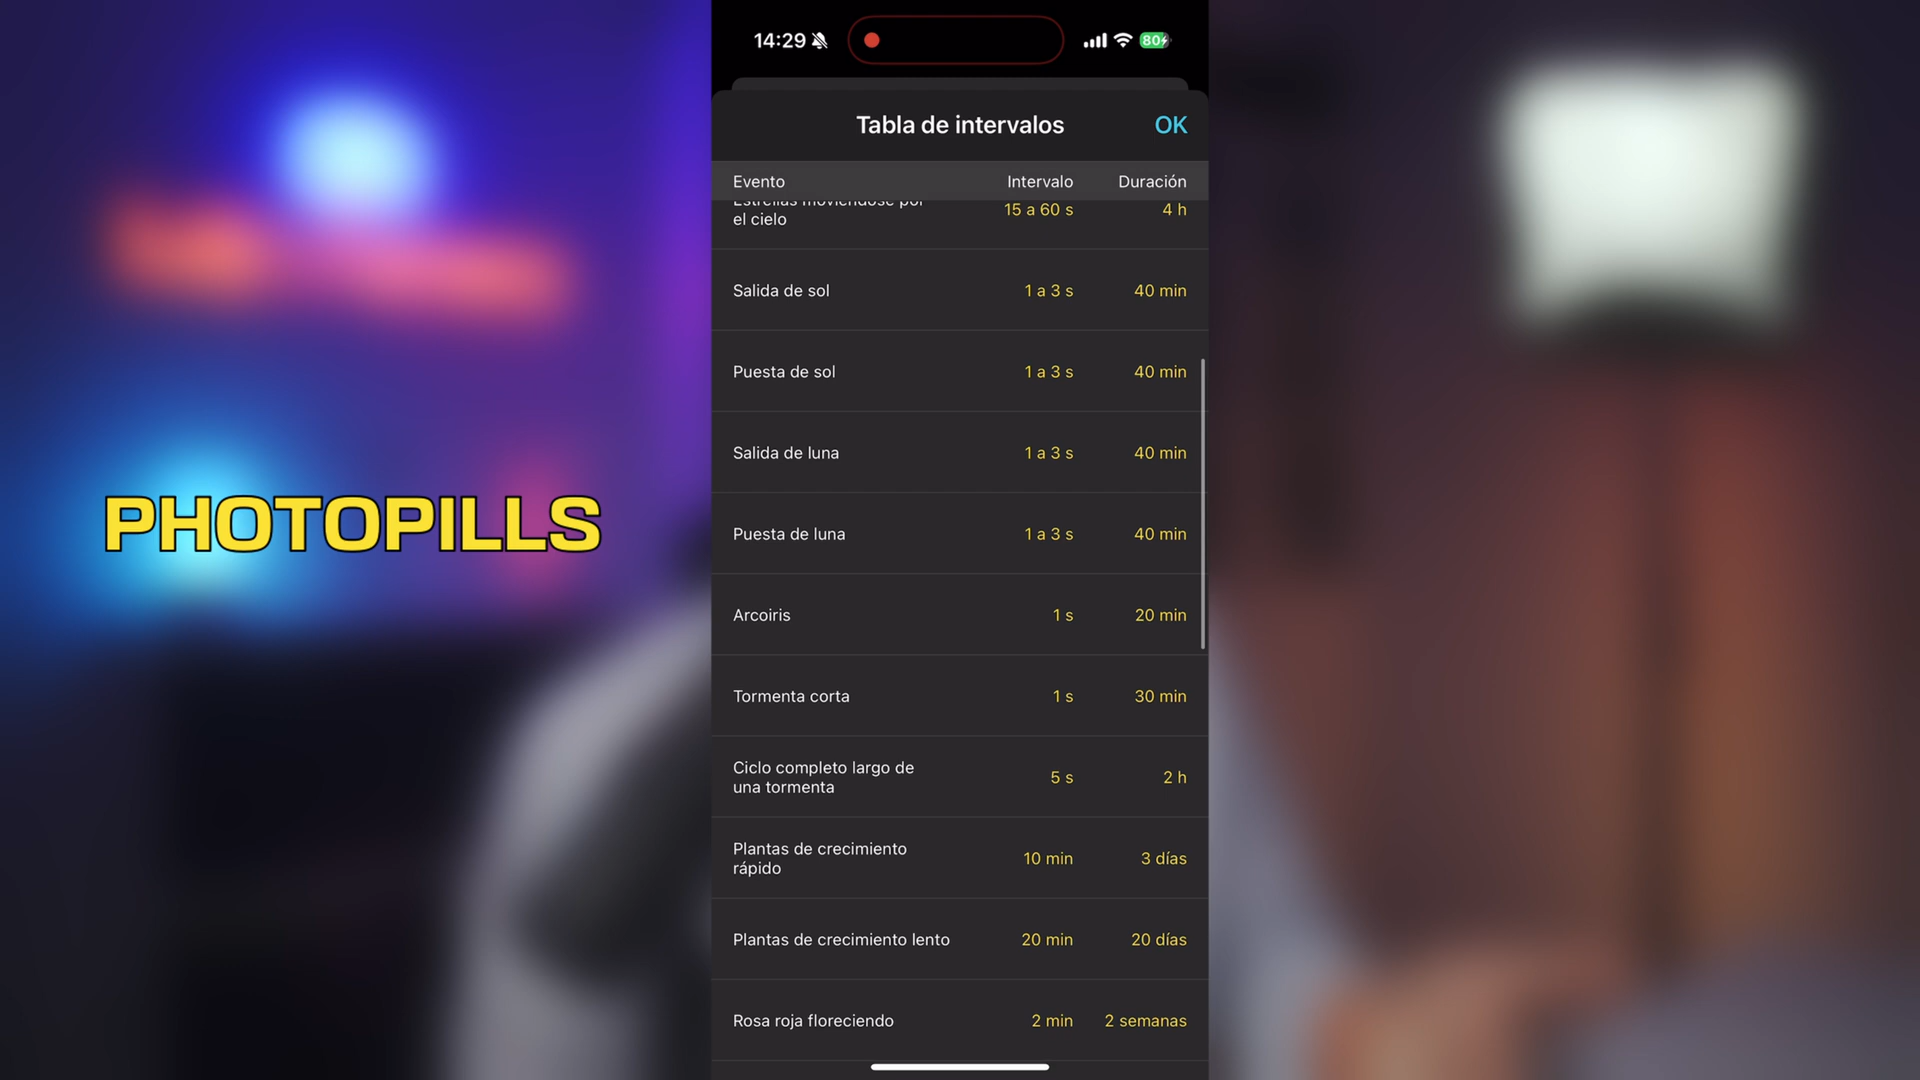 14:29
80
Tabla de intervalos
OK
Evento Intervalo Duración
Estrellas moviéndose por
el cielo 15 a 60 s 4 h
Salida de sol 1 a 3 s 40 min
Puesta de sol 1 a 3 s 40 min
Salida de luna 1 a 3 s 40 min
Puesta de luna 1 a 3 s 40 min
Arcoiris 1 s 20 min
Tormenta corta 1 s 30 min
Ciclo completo largo de
una tormenta 5 s 2 h
Plantas de crecimiento
rápido 10 min 3 días
Plantas de crecimiento lento 20 min 20 días
Rosa roja floreciendo 2 min 2 semanas
PHOTOPILLS